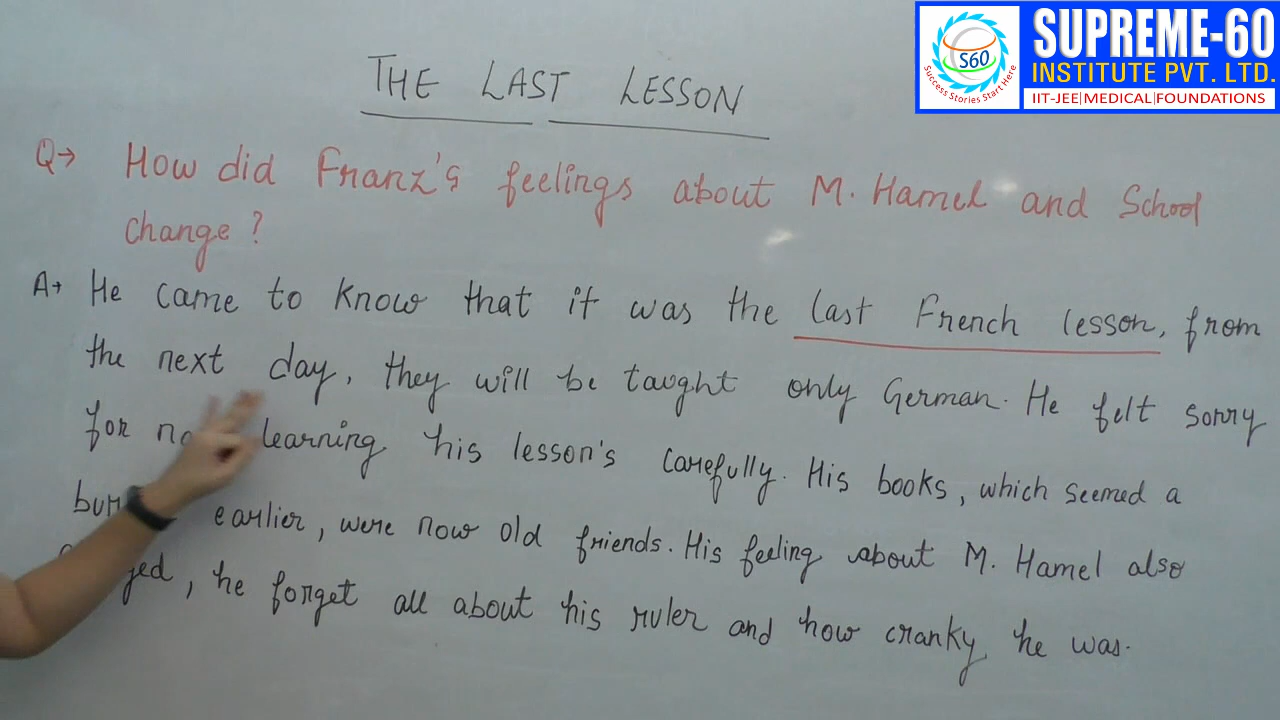 SUPREME-60
INSTITUTE PVT. LTD.
IIT-JEE|MEDICAL|FOUNDATIONS
S60
Success Stories Start Here
THE LAST LESSON
Q→ How did Franz's feelings about M. Hamel and School
change?
A→ He came to know that it was the last French lesson, from
the next day, they will be taught only German. He felt sorry
for learning his lesson's carefully. His books, which seemed a
earlier, were now old friends. His feeling about M. Hamel also
he forget all about his ruler and how cranky he was.